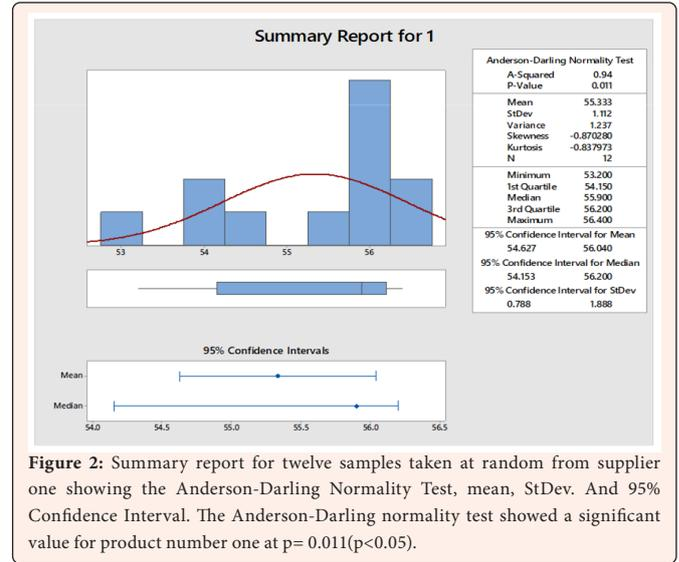 Summary Report for 1
Anderson-Darling Normality Test
A-Squared 0.94
P-Value 0.011
Mean 55.333
StDev 1.112
Variance 1.237
Skewness -0.870280
Kurtosis -0.837973
N 12
Minimum 53.200
1st Quartile 54.150
Median 55.900
3rd Quartile 56.200
Maximum 56.400
95% Confidence Interval for Mean
54.627 56.040
95% Confidence Interval for Median
54.153 56.200
95% Confidence Interval for StDev
0.788 1.888
53 54 55 56
95% Confidence Intervals
Mean
Median
54.0 54.5 55.0 55.5 56.0 56.5
Figure 2: Summary report for twelve samples taken at random from supplier
one showing the Anderson-Darling Normality Test, mean, StDev. And 95%
Confidence Interval. The Anderson-Darling normality test showed a significant
value for product number one at p= 0.011(p<0.05).